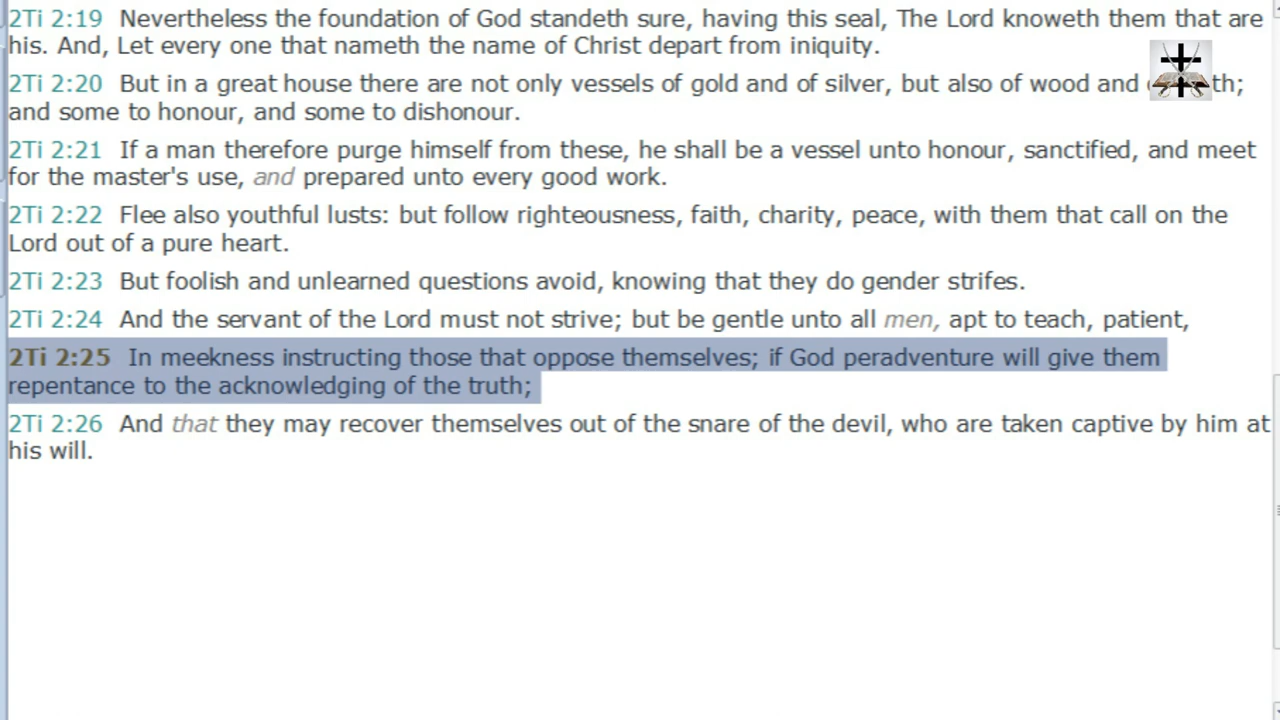 2Ti 2:19 Nevertheless the foundation of God standeth sure, having this seal, The Lord knoweth them that are
his. And, Let every one that nameth the name of Christ depart from iniquity.
2Ti 2:20 But in a great house there are not only vessels of gold and of silver, but also of wood and th;
and some to honour, and some to dishonour.
2Ti 2:21 If a man therefore purge himself from these, he shall be a vessel unto honour, sanctified, and meet
for the master's use, and prepared unto every good work.
2Ti 2:22 Flee also youthful lusts: but follow righteousness, faith, charity, peace, with them that call on the
Lord out of a pure heart.
2Ti 2:23 But foolish and unlearned questions avoid, knowing that they do gender strifes.
2Ti 2:24 And the servant of the Lord must not strive; but be gentle unto all men, apt to teach, patient,
2Ti 2:25 In meekness instructing those that oppose themselves; if God peradventure will give them
repentance to the acknowledging of the truth;
2Ti 2:26 And that they may recover themselves out of the snare of the devil, who are taken captive by him at
his will.